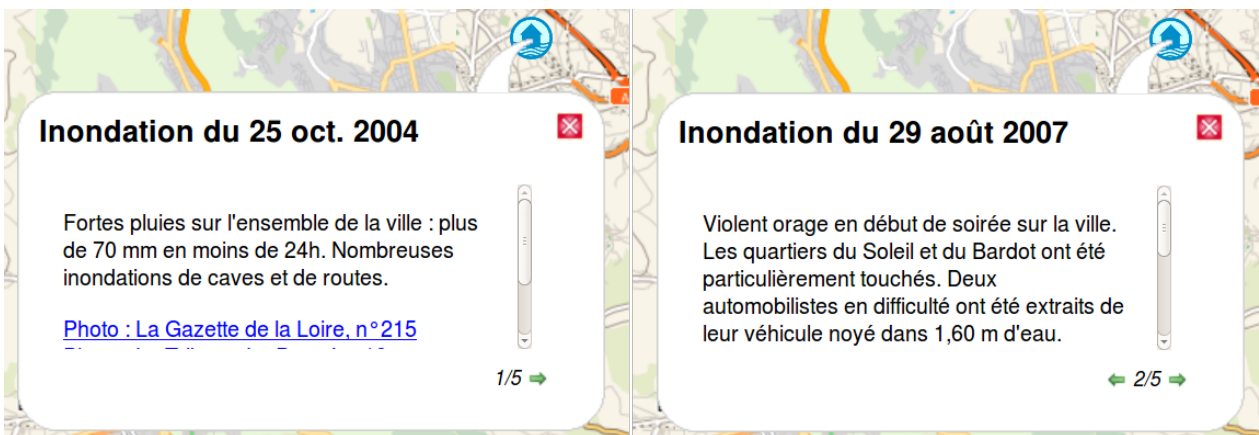 Inondation du 25 oct. 2004
Fortes pluies sur l'ensemble de la ville : plus
de 70 mm en moins de 24h. Nombreuses
inondations de caves et de routes.
Photo : La Gazette de la Loire, n°215
1/5
A
Inondation du 29 août 2007
Violent orage en début de soirée sur la ville.
Les quartiers du Soleil et du Bardot ont été
particulièrement touchés. Deux
automobilistes en difficulté ont été extraits de
leur véhicule noyé dans 1,60 m d'eau.
2/5